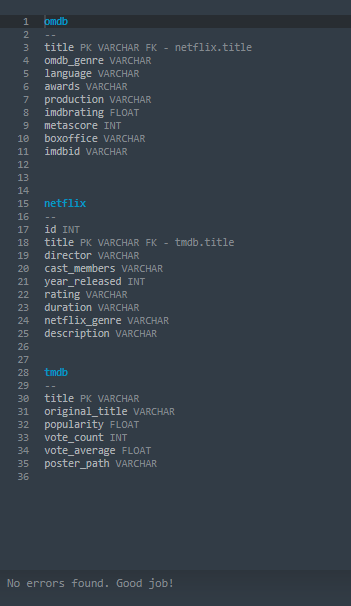 1 omdb
2 --
3 title PK VARCHAR FK - netflix.title
4 omdb_genre VARCHAR
5 language VARCHAR
6 awards VARCHAR
7 production VARCHAR
8 imdbrating FLOAT
9 metascore INT
10 boxoffice VARCHAR
11 imdbid VARCHAR
12
13
14
15 netflix
16 --
17 id INT
18 title PK VARCHAR FK - tmdb.title
19 director VARCHAR
20 cast_members VARCHAR
21 year_released INT
22 rating VARCHAR
23 duration VARCHAR
24 netflix_genre VARCHAR
25 description VARCHAR
26
27
28 tmdb
29 --
30 title PK VARCHAR
31 original_title VARCHAR
32 popularity FLOAT
33 vote_count INT
34 vote_average FLOAT
35 poster_path VARCHAR
36
No errors found. Good job!